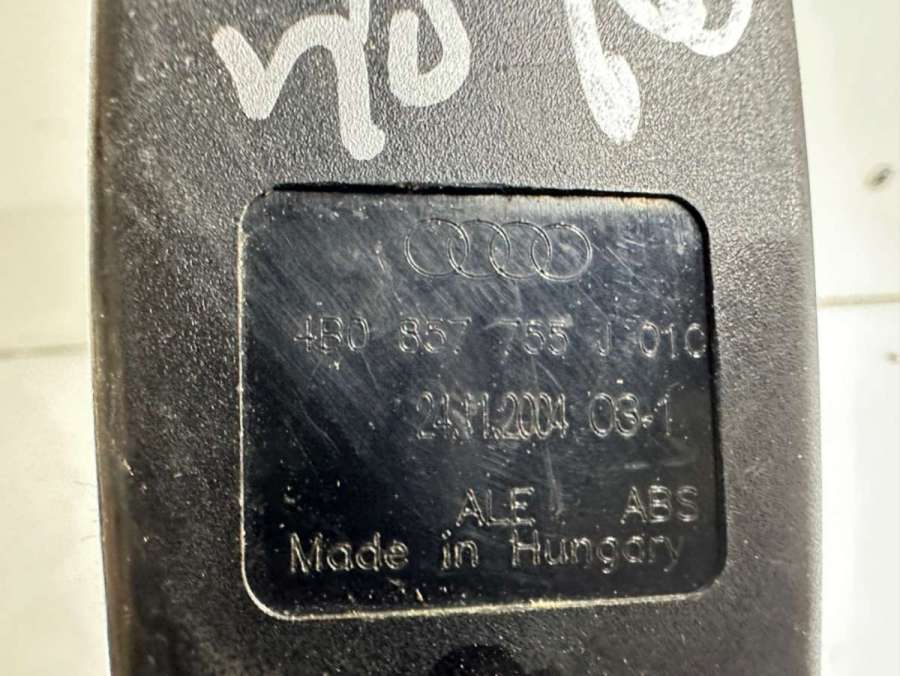 4B0 857 755 J 01C
24.11.2004 03-1
ALE ABS
Made in Hungary